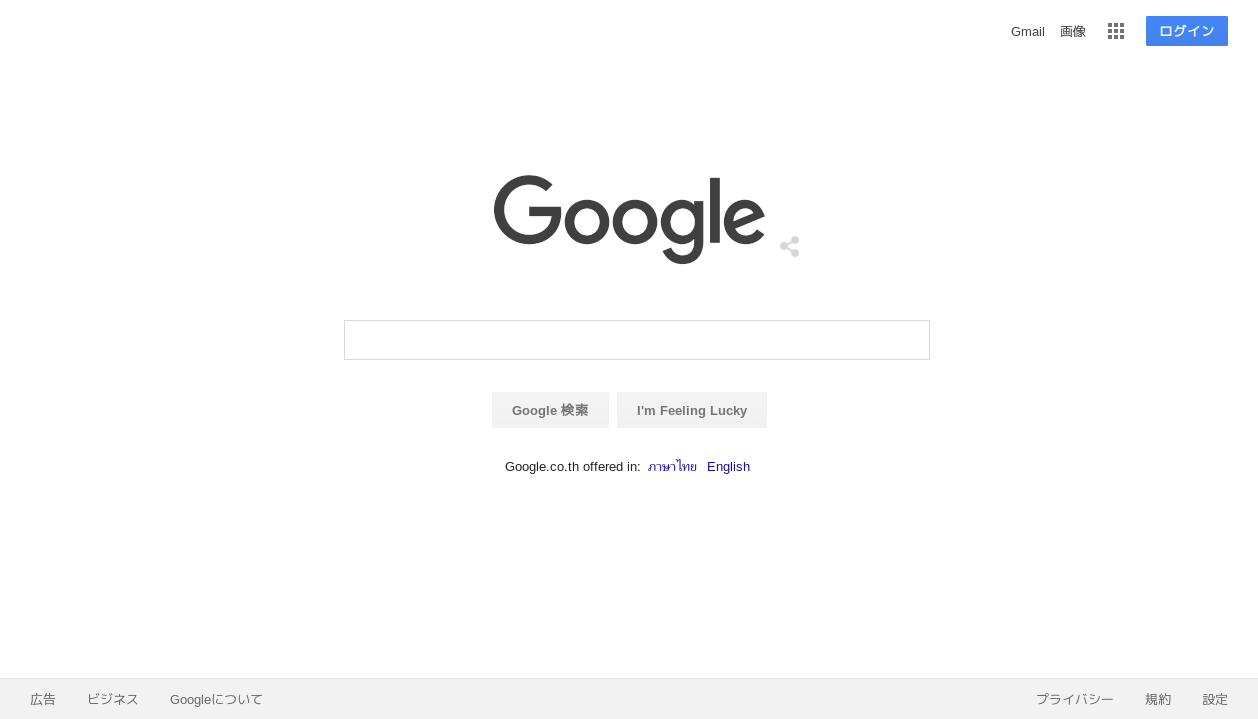 Gmail 画像 ログイン
Google
Google 検索 I'm Feeling Lucky
Google.co.th offered in: ภาษาไทย English
広告 ビジネス Googleについて プライバシー 規約 設定